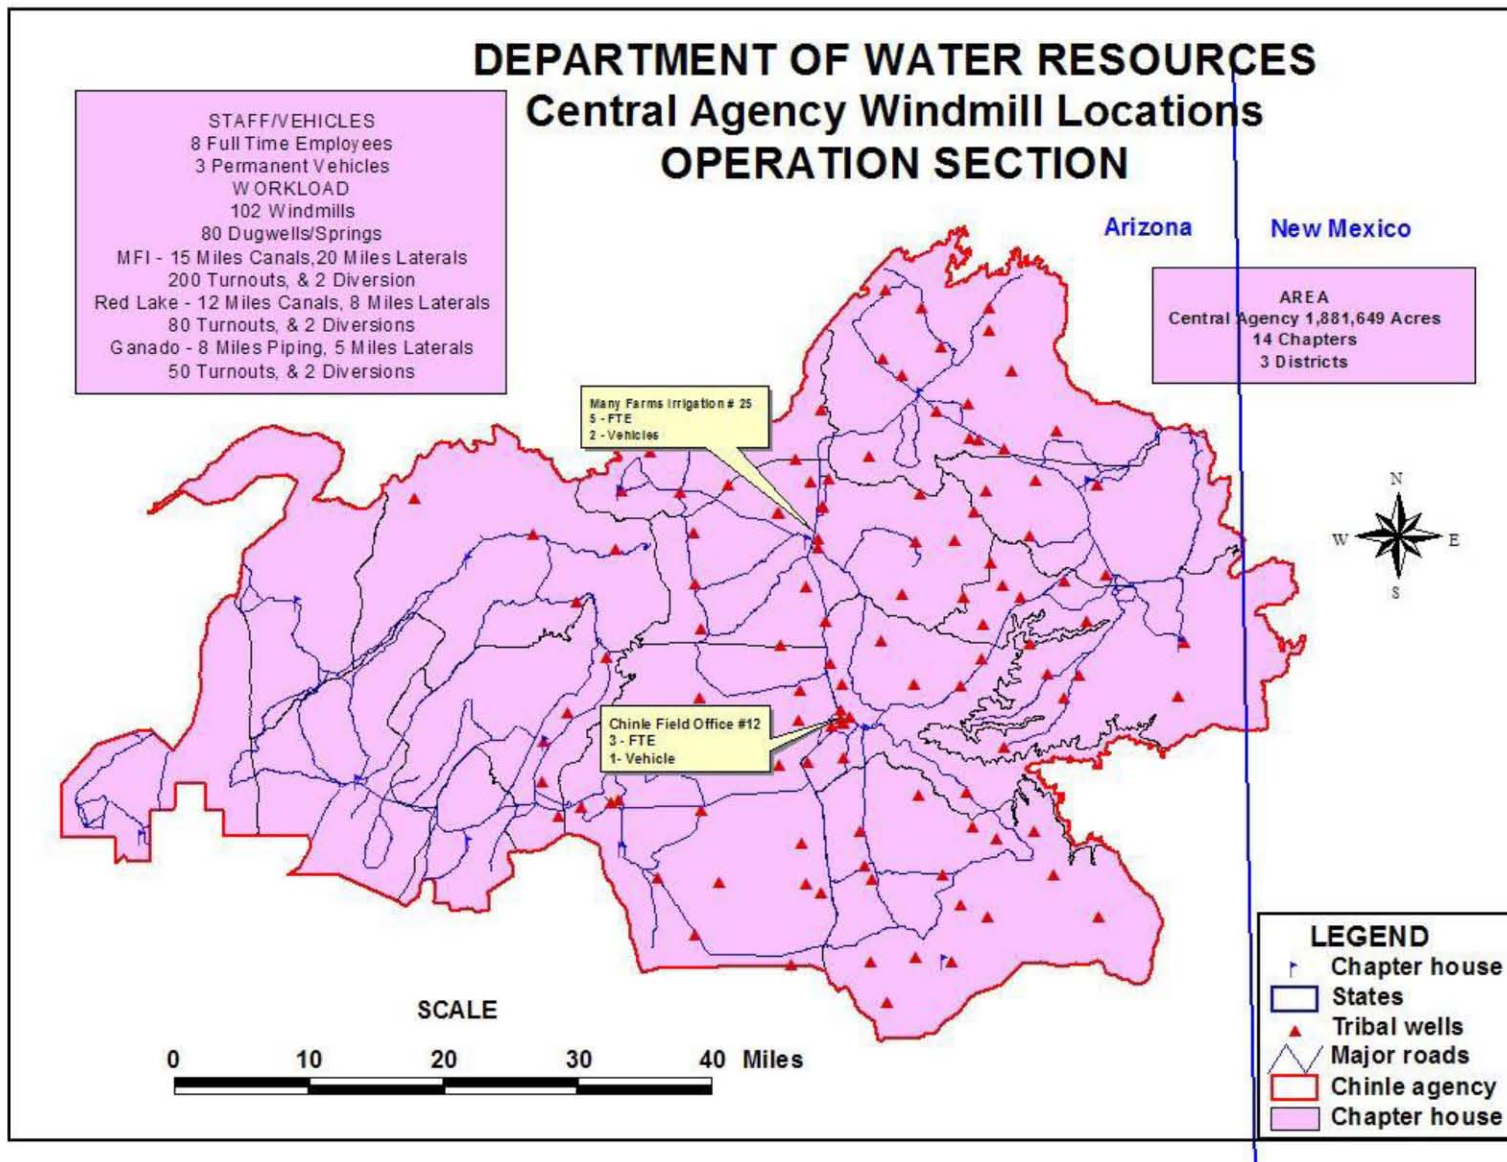 DEPARTMENT OF WATER RESOURCES
Central Agency Windmill Locations
OPERATION SECTION
STAFF/VEHICLES
8 Full Time Employees
3 Permanent Vehicles
WORKLOAD
102 Windmills
80 Dugwells/Springs
MFI - 15 Miles Canals,20 Miles Laterals
200 Turnouts, & 2 Diversion
Red Lake - 12 Miles Canals, 8 Miles Laterals
80 Turnouts, & 2 Diversions
Ganado - 8 Miles Piping, 5 Miles Laterals
50 Turnouts, & 2 Diversions
Arizona
New Mexico
AREA
Central Agency 1,881,649 Acres
14 Chapters
3 Districts
Many Farms Irrigation # 25
5 - FTE
2 - Vehicles
N
W E
S
Chinle Field Office #12
3 - FTE
1- Vehicle
SCALE
0 10 20 30 40 Miles
LEGEND
Chapter house
States
Tribal wells
Major roads
Chinle agency
Chapter house